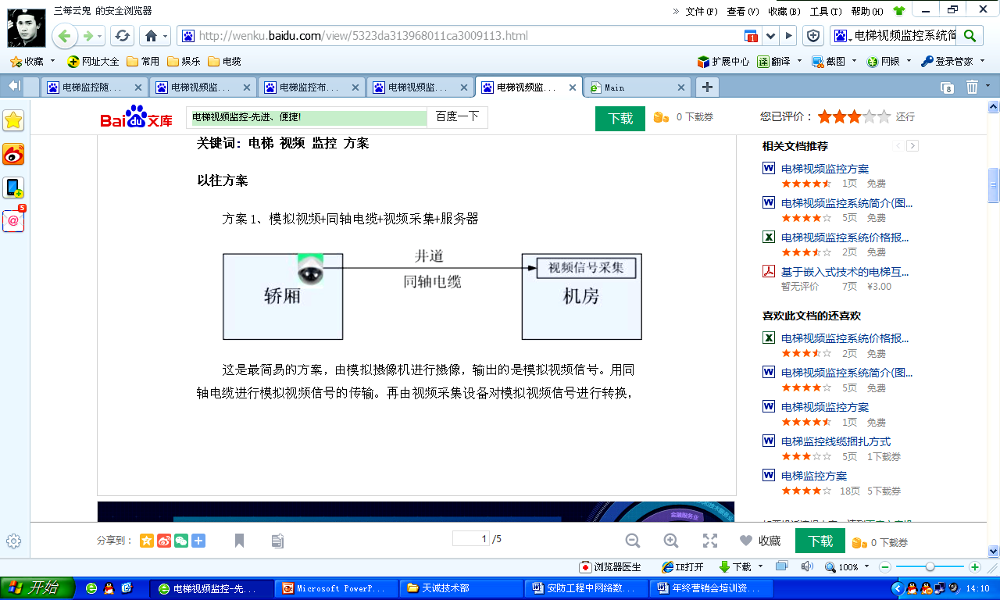 三每云鬼 的安全浏览器
» 文件(F) 查看(V) 收藏(B) 工具(T) 帮助(H)
http://wenku.baidu.com/view/5323da313968011ca3009113.html
电梯视频监控系统简
收藏 网址大全 常用 娱乐 电缆
扩展中心 翻译 截图 网银 登录管家
电梯监控随... 电梯视频监... 电梯监控布... 电梯视频监... 电梯视频监... Main
8
Bai du 文库
电梯视频监控-先进、便捷!
百度一下
下载
0 下载券
您已评价： 还行
5
@
关键词：电梯 视频 监控 方案
以往方案
方案 1、模拟视频+同轴电缆+视频采集+服务器
井道
同轴电缆
轿厢
视频信号采集
机房
这是最简易的方案，由模拟摄像机进行摄像，输出的是模拟视频信号。用同
轴电缆进行模拟视频信号的传输。再由视频采集设备对模拟视频信号进行转换，
相关文档推荐
电梯视频监控方案
1页 免费
电梯视频监控系统简介(图...
5页 免费
电梯视频监控系统价格报...
2页 免费
基于嵌入式技术的电梯互...
暂无评价 7页 ¥3.00
喜欢此文档的还喜欢
电梯视频监控系统价格报...
2页 免费
电梯视频监控系统简介(图...
5页 免费
电梯视频监控方案
1页 免费
电梯监控线缆捆扎方式
5页 1下载券
电梯监控方案
18页 5下载券
金融服务业
分享到：
1 /5
收藏
下载
0 下载券
浏览器医生 IE打开 下载 100%
开始
电梯视频监控-先...
Microsoft PowerP...
天诚技术部
安防工程中网络数...
年终营销会培训资...
14:10